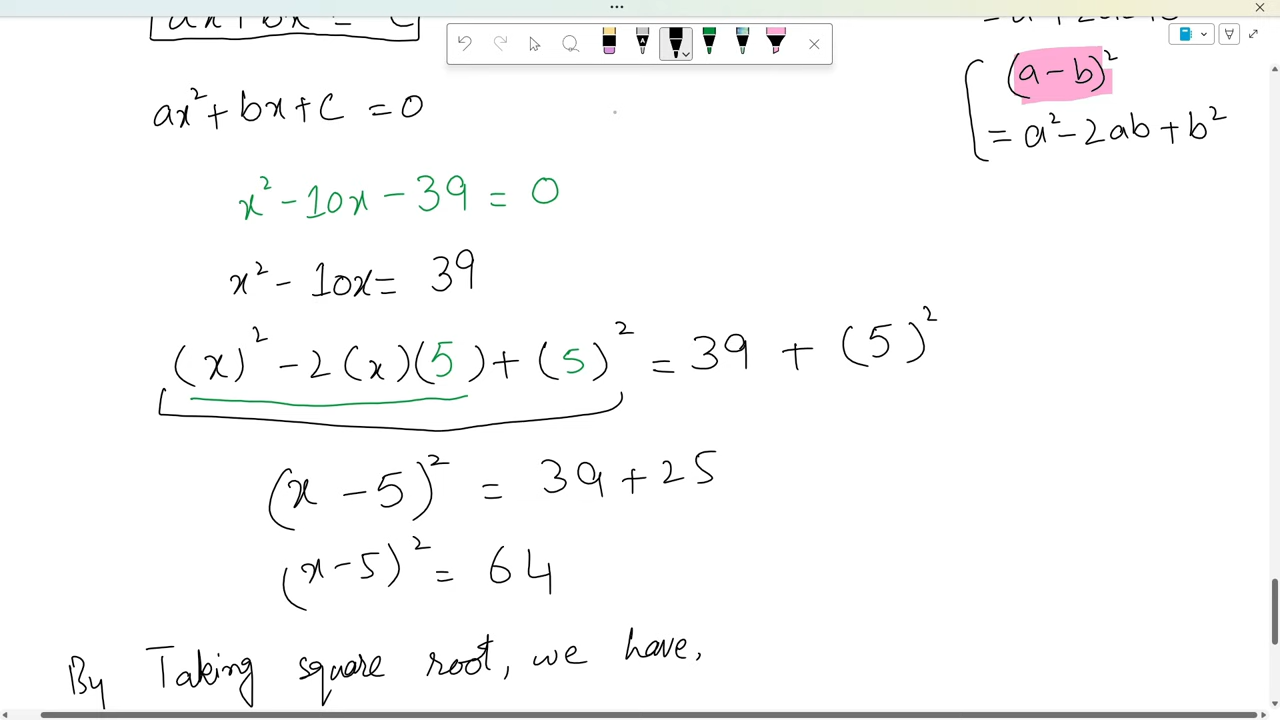 ax²+bx+c = 0
x² - 10x - 39 = 0
x² - 10x = 39
(x)² - 2(x)(5) + (5)² = 39 + (5)²
(x - 5)² = 39 + 25
(x - 5)² = 64
By Taking square root, we have,
(a - b)²
= a² - 2ab + b²